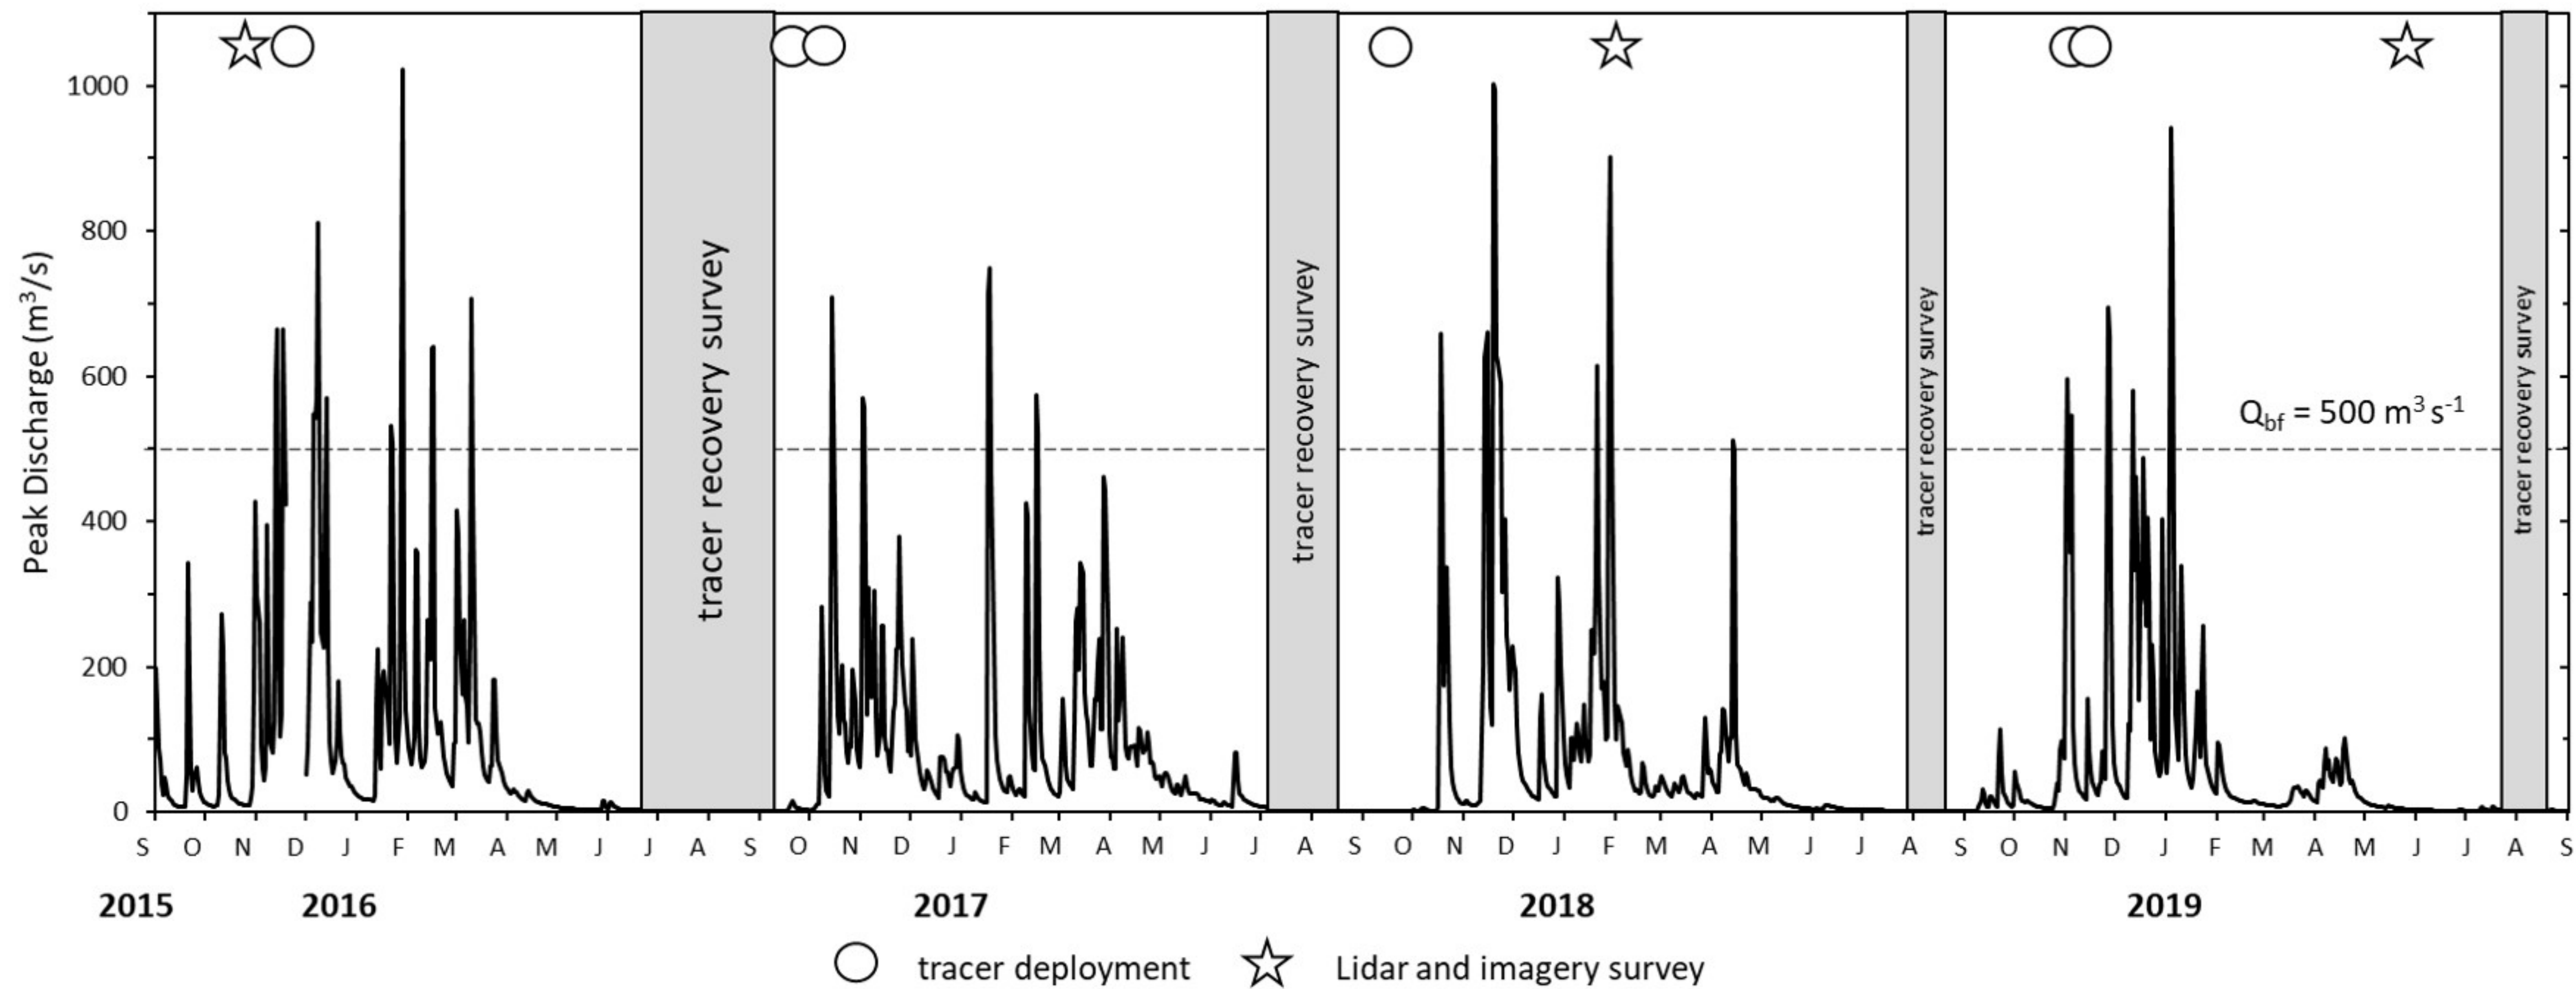 Peak Discharge (m³/s)
1000
800
600
400
200
0
tracer recovery survey
tracer recovery survey
tracer recovery survey
tracer recovery survey
Qbf = 500 m³ s⁻¹
S O N D J F M A M J J A S O N D J F M A M J J A S O N D J F M A M J J A S O N D J F M A M J J A S
2015 2016 2017 2018 2019
tracer deployment Lidar and imagery survey